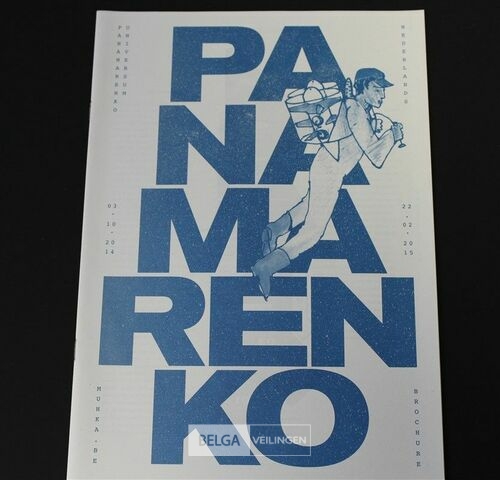 PANAMARENKO
UNIVERSUM
NEDERLANDS
PA
NA
MA
REN
KO
03.10.2014
22.02.2015
MUHKA.BE
BROCHURE
BELGA VEILINGEN